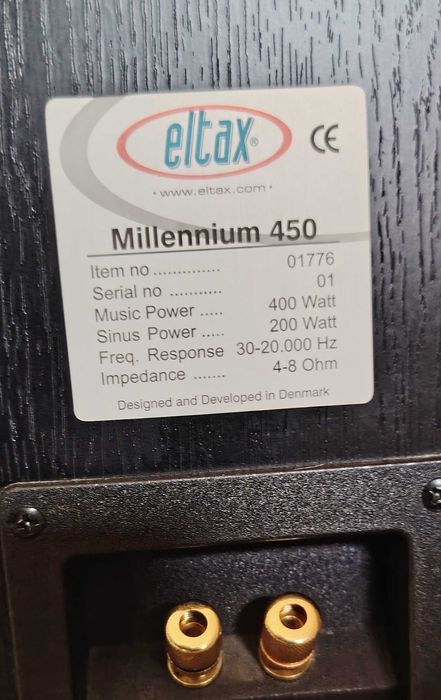 eltax®
• www.eltax.com •
CE
Millennium 450
Item no .............. 01776
Serial no ........... 01
Music Power ..... 400 Watt
Sinus Power ..... 200 Watt
Freq. Response 30-20.000 Hz
Impedance ....... 4-8 Ohm
Designed and Developed in Denmark